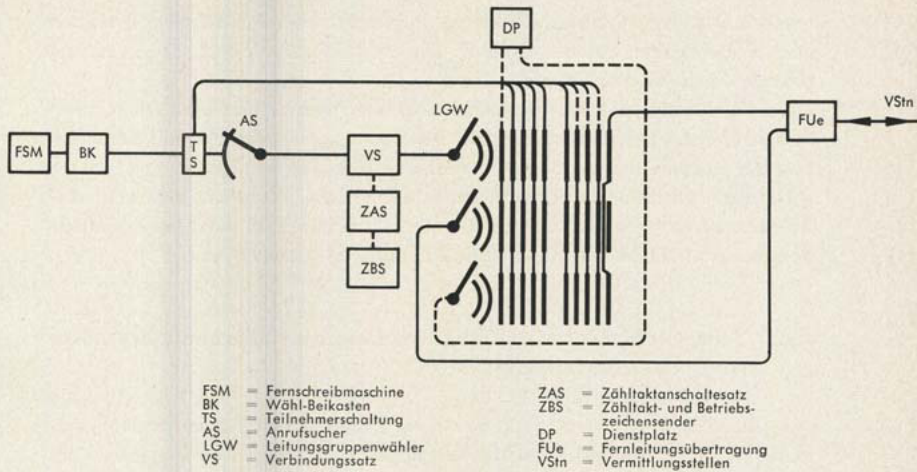 DP
AS
LGW
VStn
FSM
BK
TS
VS
FUe
ZAS
ZBS
FSM = Fernschreibmaschine
BK = Wähl-Beikasten
TS = Teilnehmerschaltung
AS = Anrufsucher
LGW = Leitungsgruppenwähler
VS = Verbindungssatz
ZAS = Zähltaktanschaltesatz
ZBS = Zähltakt- und Betriebs-
zeichensender
DP = Dienstplatz
FUe = Fernleitungsübertragung
VStn = Vermittlungsstellen